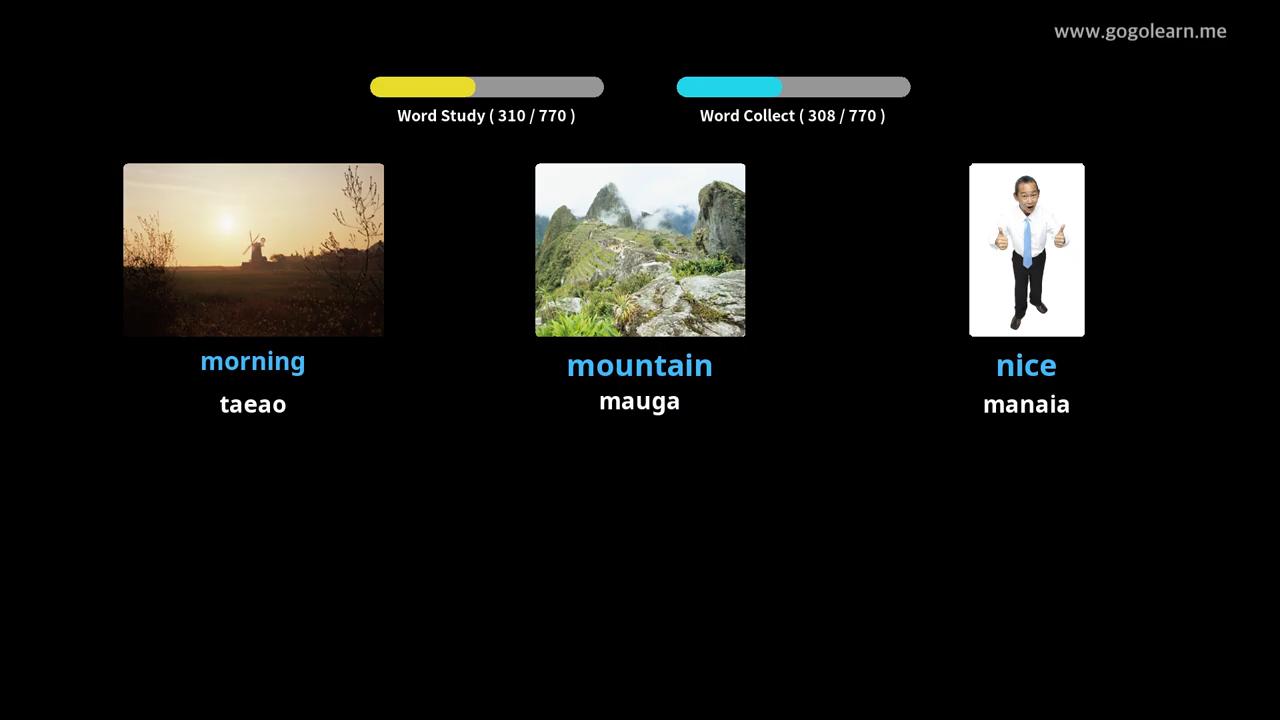 www.gogolearn.me
Word Study ( 310 / 770 )
Word Collect ( 308 / 770 )
morning
taeao
mountain
mauga
nice
manaia